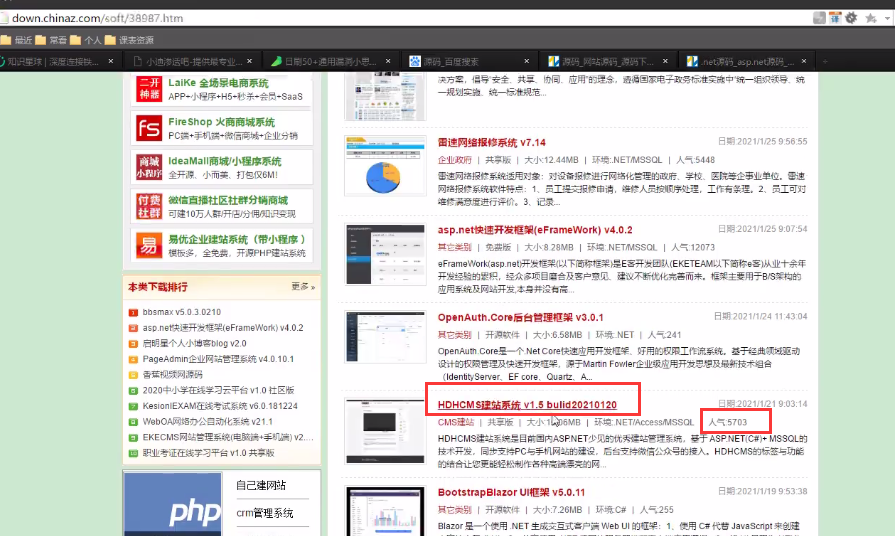 down.chinaz.com/soft/38987.htm
译
最近 常看 个人 课表资源
知识星球 | 深度连接铁... × 小迪渗透吧-提供最专业... × 日期50+通用漏洞小思... × 源码_百度搜索 × 源码_网站源码_源码下... × .net源码_asp.net源码_... ×
二开神器
LaiKe 全场景电商系统
APP+小程序+H5+秒杀+会员+SaaS
fs
FireShop 火商商城系统
PC端+手机端+微信商城+企业分销
商城小程序
IdeaMall商城/小程序系统
全开源、小而美、打包仅6M!
付费社群
微信直播社区社群分销商城
可建10万人群/开店/分佣/知识变现
易
易优企业建站系统（带小程序 ）
模板多，全免费，开源PHP建站系统
本类下载排行 更多 »
1 bbsmax v5.0.3.0210
2 asp.net快速开发框架(eFrameWork) v4.0.2
3 启明星个人小博客blog v2.0
4 PageAdmin企业网站管理系统 v4.0.10.1
5 香蕉视频网源码
6 2020中小学在线学习云平台 v1.0 社区版
7 KesionIEXAM在线考试系统 v6.0.181224
8 WebOA网络办公自动化系统 v21.1
9 EKECMS网站管理系统(电脑端+手机端) v2....
10 职业考证在线学习平台 v1.0 共享版
php
自己建网站
crm管理系统
决方案，倡导“安全、共享、协同、应用”的理念，遵循国家电子政务标准实施中“统一组织领导、统
一规划实施、统一标准规范...
雷速网络报修系统 v7.14 日期:2021/1/25 9:56:55
企业政府 | 共享版 | 大小:12.44MB | 环境:.NET/MSSQL | 人气:5448
雷速网络报修系统适用对象：对设备报修进行网络化管理的政府、学校、医院等企事业单位。雷速
网络报修系统软件特点：1、员工提交报修申请，维修人员按顺序处理，工作有条理。2、员工可对
维修满意度进行评价。3、记录...
asp.net快速开发框架(eFrameWork) v4.0.2 日期:2021/1/25 9:07:54
其它类别 | 免费版 | 大小:8.28MB | 环境:.NET/MSSQL | 人气:12073
eFrameWork(asp.net)开发框架(以下简称框架)是E客开发团队(EKETEAM以下简称e客)从业十余年
开发经验的累积，经众多项目磨合及客户意见、建议不断优化完善而来。框架主要用于B/S架构的
应用系统及网站开发,本身并没有高...
OpenAuth.Core后台管理框架 v3.0.1 日期:2021/1/24 11:43:04
其它类别 | 开源软件 | 大小:6.58MB | 环境:.NET | 人气:241
OpenAuth.Core是一个.Net Core快速应用开发框架、好用的权限工作流系统。基于经典领域驱动
设计的权限管理及快速开发框架，源于Martin Fowler企业级应用开发思想及最新技术组合
（IdentityServer、EF core、Quartz、A...
HDHCMS建站系统 v1.5 bulid20210120 日期:2021/1/21 9:03:14
CMS建站 | 共享版 | 环境:.NET/Access/MSSQL 人气:5703
HDHCMS建站系统是目前国内ASP.NET少见的优秀建站管理系统，基于 ASP.NET(C#)+ MSSQL的
技术开发，同步支持PC与手机网站的建设，后台支持微信公众号的接入。HDHCMS的标签与功能
的结合让您更能轻松制作各种高端漂亮的网...
BootstrapBlazor UI框架 v5.0.11 日期:2021/1/19 9:53:38
其它类别 | 开源软件 | 大小:7.26MB | 环境:C# | 人气:255
Blazor 是一个使用 .NET 生成交互式客户端 Web UI 的框架：1、使用 C# 代替 JavaScript 来创建